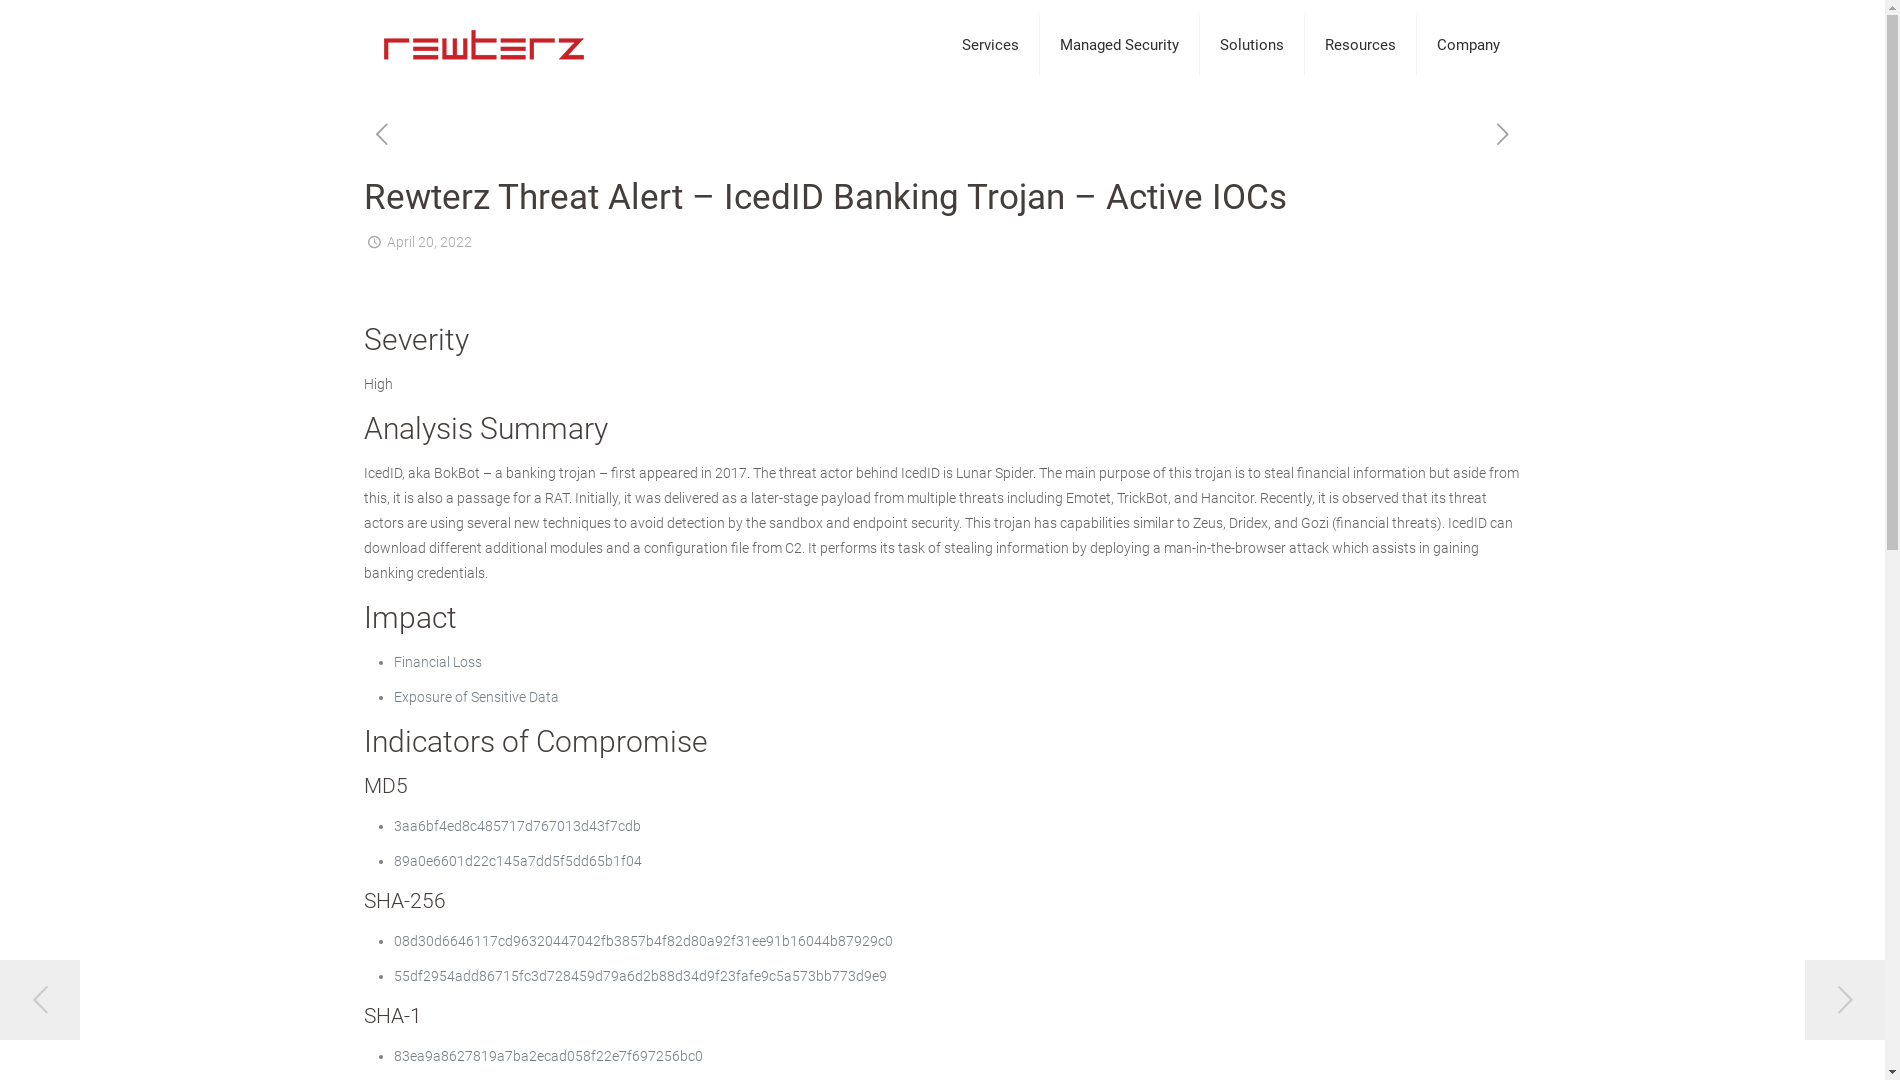 rewterz
Services
Managed Security
Solutions
Resources
Company
Rewterz Threat Alert – IcedID Banking Trojan – Active IOCs
April 20, 2022
Severity
High
Analysis Summary
IcedID, aka BokBot – a banking trojan – first appeared in 2017. The threat actor behind IcedID is Lunar Spider. The main purpose of this trojan is to steal financial information but aside from
this, it is also a passage for a RAT. Initially, it was delivered as a later-stage payload from multiple threats including Emotet, TrickBot, and Hancitor. Recently, it is observed that its threat
actors are using several new techniques to avoid detection by the sandbox and endpoint security. This trojan has capabilities similar to Zeus, Dridex, and Gozi (financial threats). IcedID can
download different additional modules and a configuration file from C2. It performs its task of stealing information by deploying a man-in-the-browser attack which assists in gaining
banking credentials.
Impact
• Financial Loss
• Exposure of Sensitive Data
Indicators of Compromise
MD5
• 3aa6bf4ed8c485717d767013d43f7cdb
• 89a0e6601d22c145a7dd5f5dd65b1f04
SHA-256
• 08d30d6646117cd96320447042fb3857b4f82d80a92f31ee91b16044b87929c0
• 55df2954add86715fc3d728459d79a6d2b88d34d9f23fafe9c5a573bb773d9e9
SHA-1
• 83ea9a8627819a7ba2ecad058f22e7f697256bc0